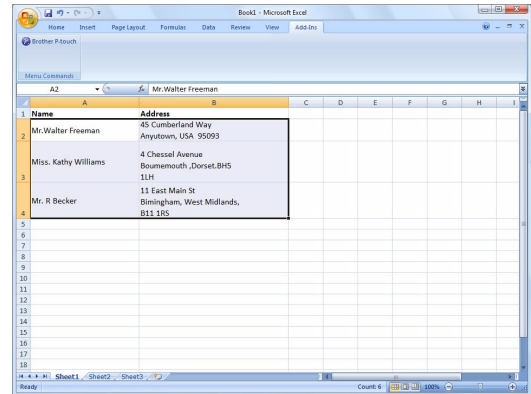 Book1 - Microsoft Excel
Home Insert Page Layout Formulas Data Review View Add-Ins
Brother P-touch
Menu Commands
A2 fx Mr.Walter Freeman
A B C D E F G H I
1 Name Address
2 Mr.Walter Freeman 45 Cumberland Way
Anyutown, USA 95093
3 Miss. Kathy Williams 4 Chessel Avenue
Boumemouth ,Dorset.BH5
1LH
4 Mr. R Becker 11 East Main St
Bimingham, West Midlands,
B11 1RS
5
6
7
8
9
10
11
12
13
14
15
16
17
18
Sheet1 Sheet2 Sheet3
Ready Count: 6 100%